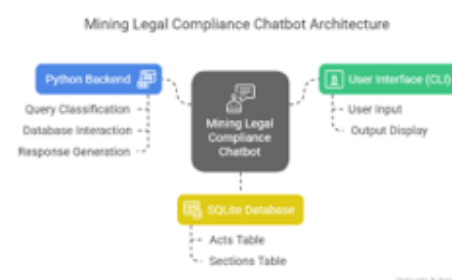 Mining Legal Compliance Chatbot Architecture
Python Backend
Query Classification
Database Interaction
Response Generation
Mining Legal
Compliance
Chatbot
User Interface (CLI)
User Input
Output Display
SQLite Database
Acts Table
Sections Table